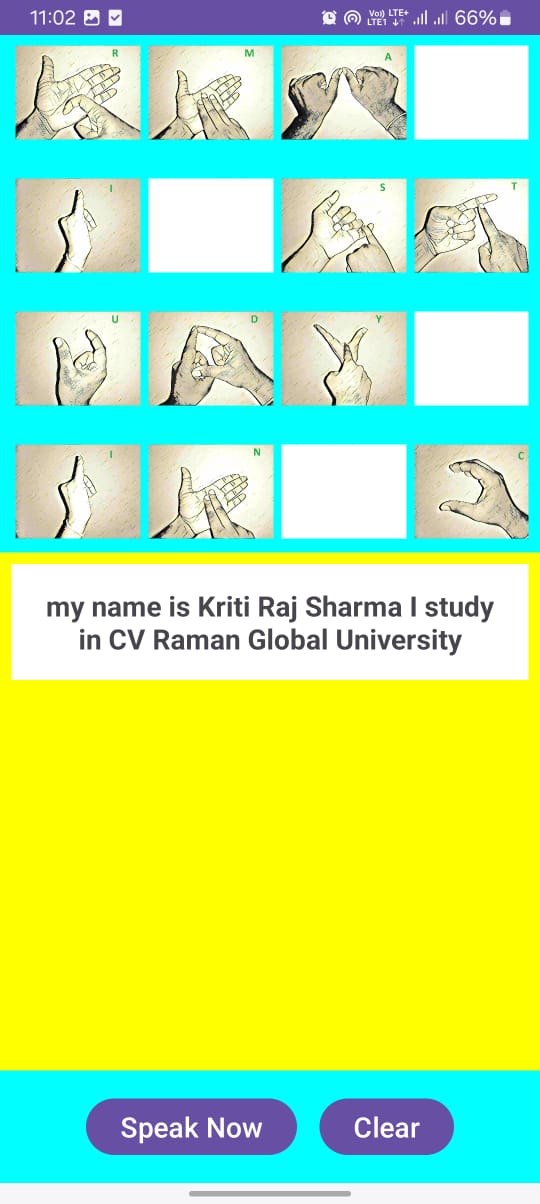 11:02 Vo)) LTE+ LTE1 66%
R M A
I S T
U D Y
I N C
my name is Kriti Raj Sharma I study
in CV Raman Global University
Speak Now Clear